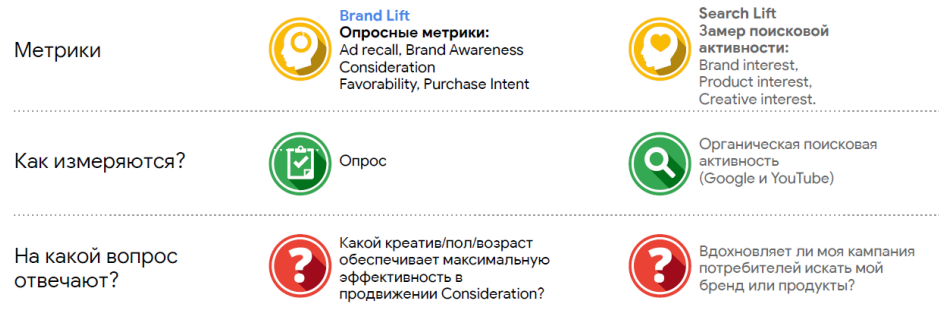 Метрики
Brand Lift
Опросные метрики:
Ad recall, Brand Awareness
Consideration
Favorability, Purchase Intent
Search Lift
Замер поисковой
активности:
Brand interest,
Product interest,
Creative interest.
Как измеряются?
Опрос
Органическая поисковая
активность
(Google и YouTube)
На какой вопрос
отвечают?
Какой креатив/пол/возраст
обеспечивает максимальную
эффективность в
продвижении Consideration?
Вдохновляет ли моя кампания
потребителей искать мой
бренд или продукты?